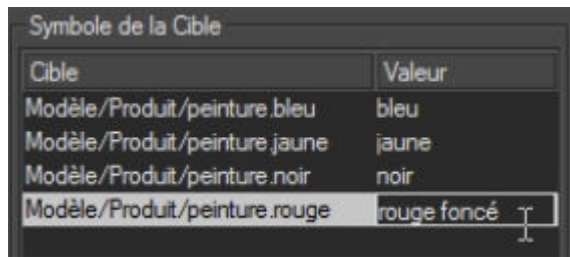 Symbole de la Cible
Cible Valeur
Modèle/Produit/peinture.bleu bleu
Modèle/Produit/peinture.jaune jaune
Modèle/Produit/peinture.noir noir
Modèle/Produit/peinture.rouge rouge foncé